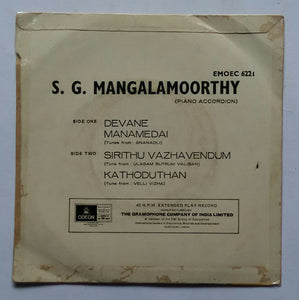 EMOEC 6221
S. G. MANGALAMOORTHY
(PIANO ACCORDION)
SIDE ONE DEVANE
MANAMEDAI
(Tunes from : GNANAOLI)
SIDE TWO SIRITHU VAZHAVENDUM
(Tune from : ULAGAM SUTRUM VALIBAN)
KATHODUTHAN
(Tune from : VELLI VIZHA)
ODEON
45 R.P.M. EXTENDED PLAY RECORD
THE GRAMOPHONE COMPANY OF INDIA LIMITED